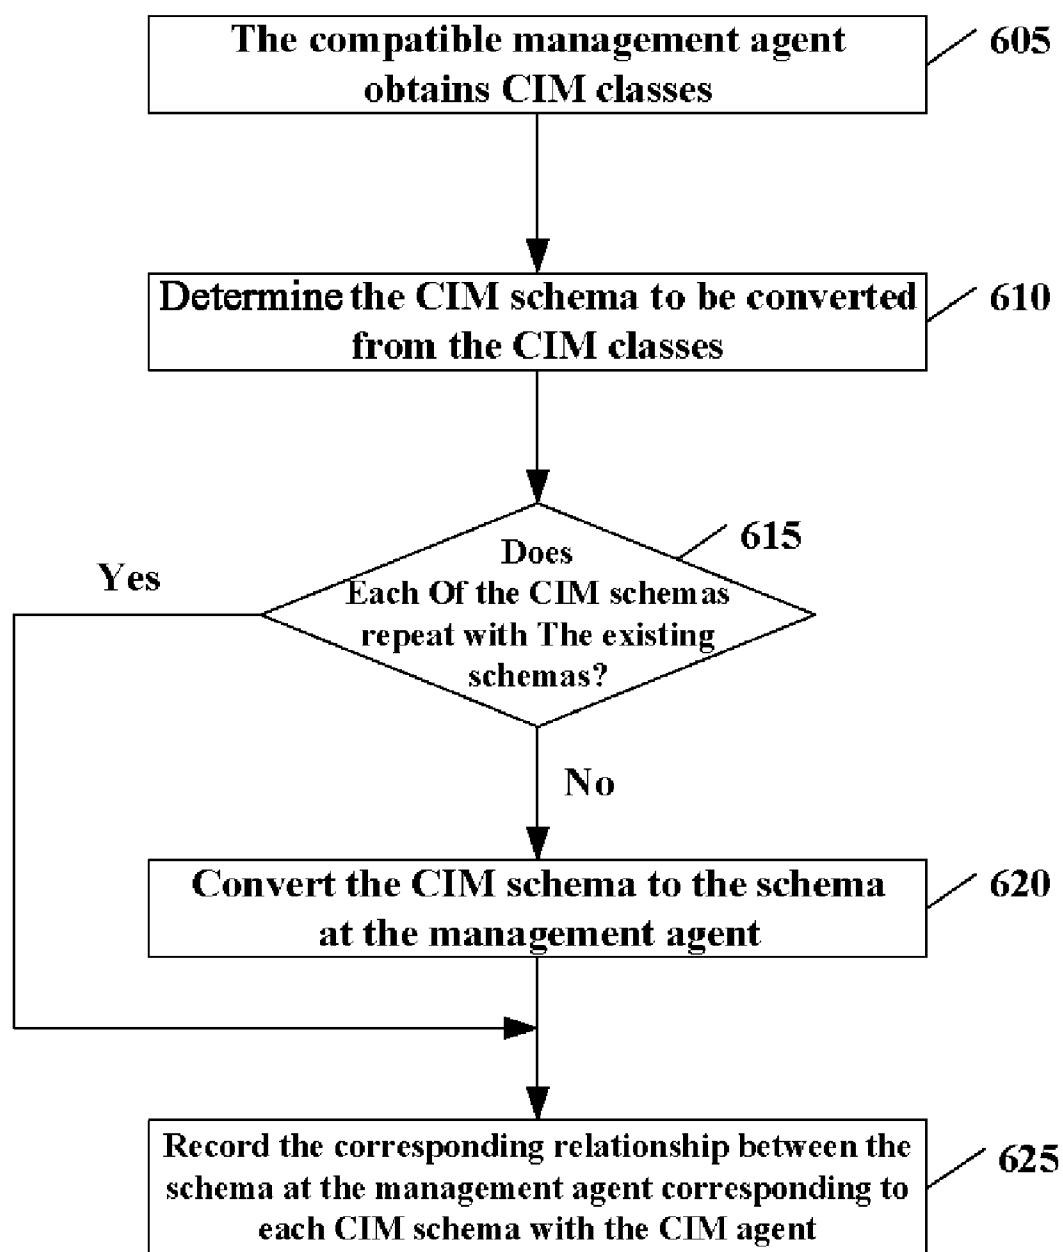 The compatible management agent
obtains CIM classes
605
Determine the CIM schema to be converted
from the CIM classes
610
Does
Each Of the CIM schemas
repeat with The existing
schemas?
615
Yes
No
Convert the CIM schema to the schema
at the management agent
620
Record the corresponding relationship between the
schema at the management agent corresponding to
each CIM schema with the CIM agent
625